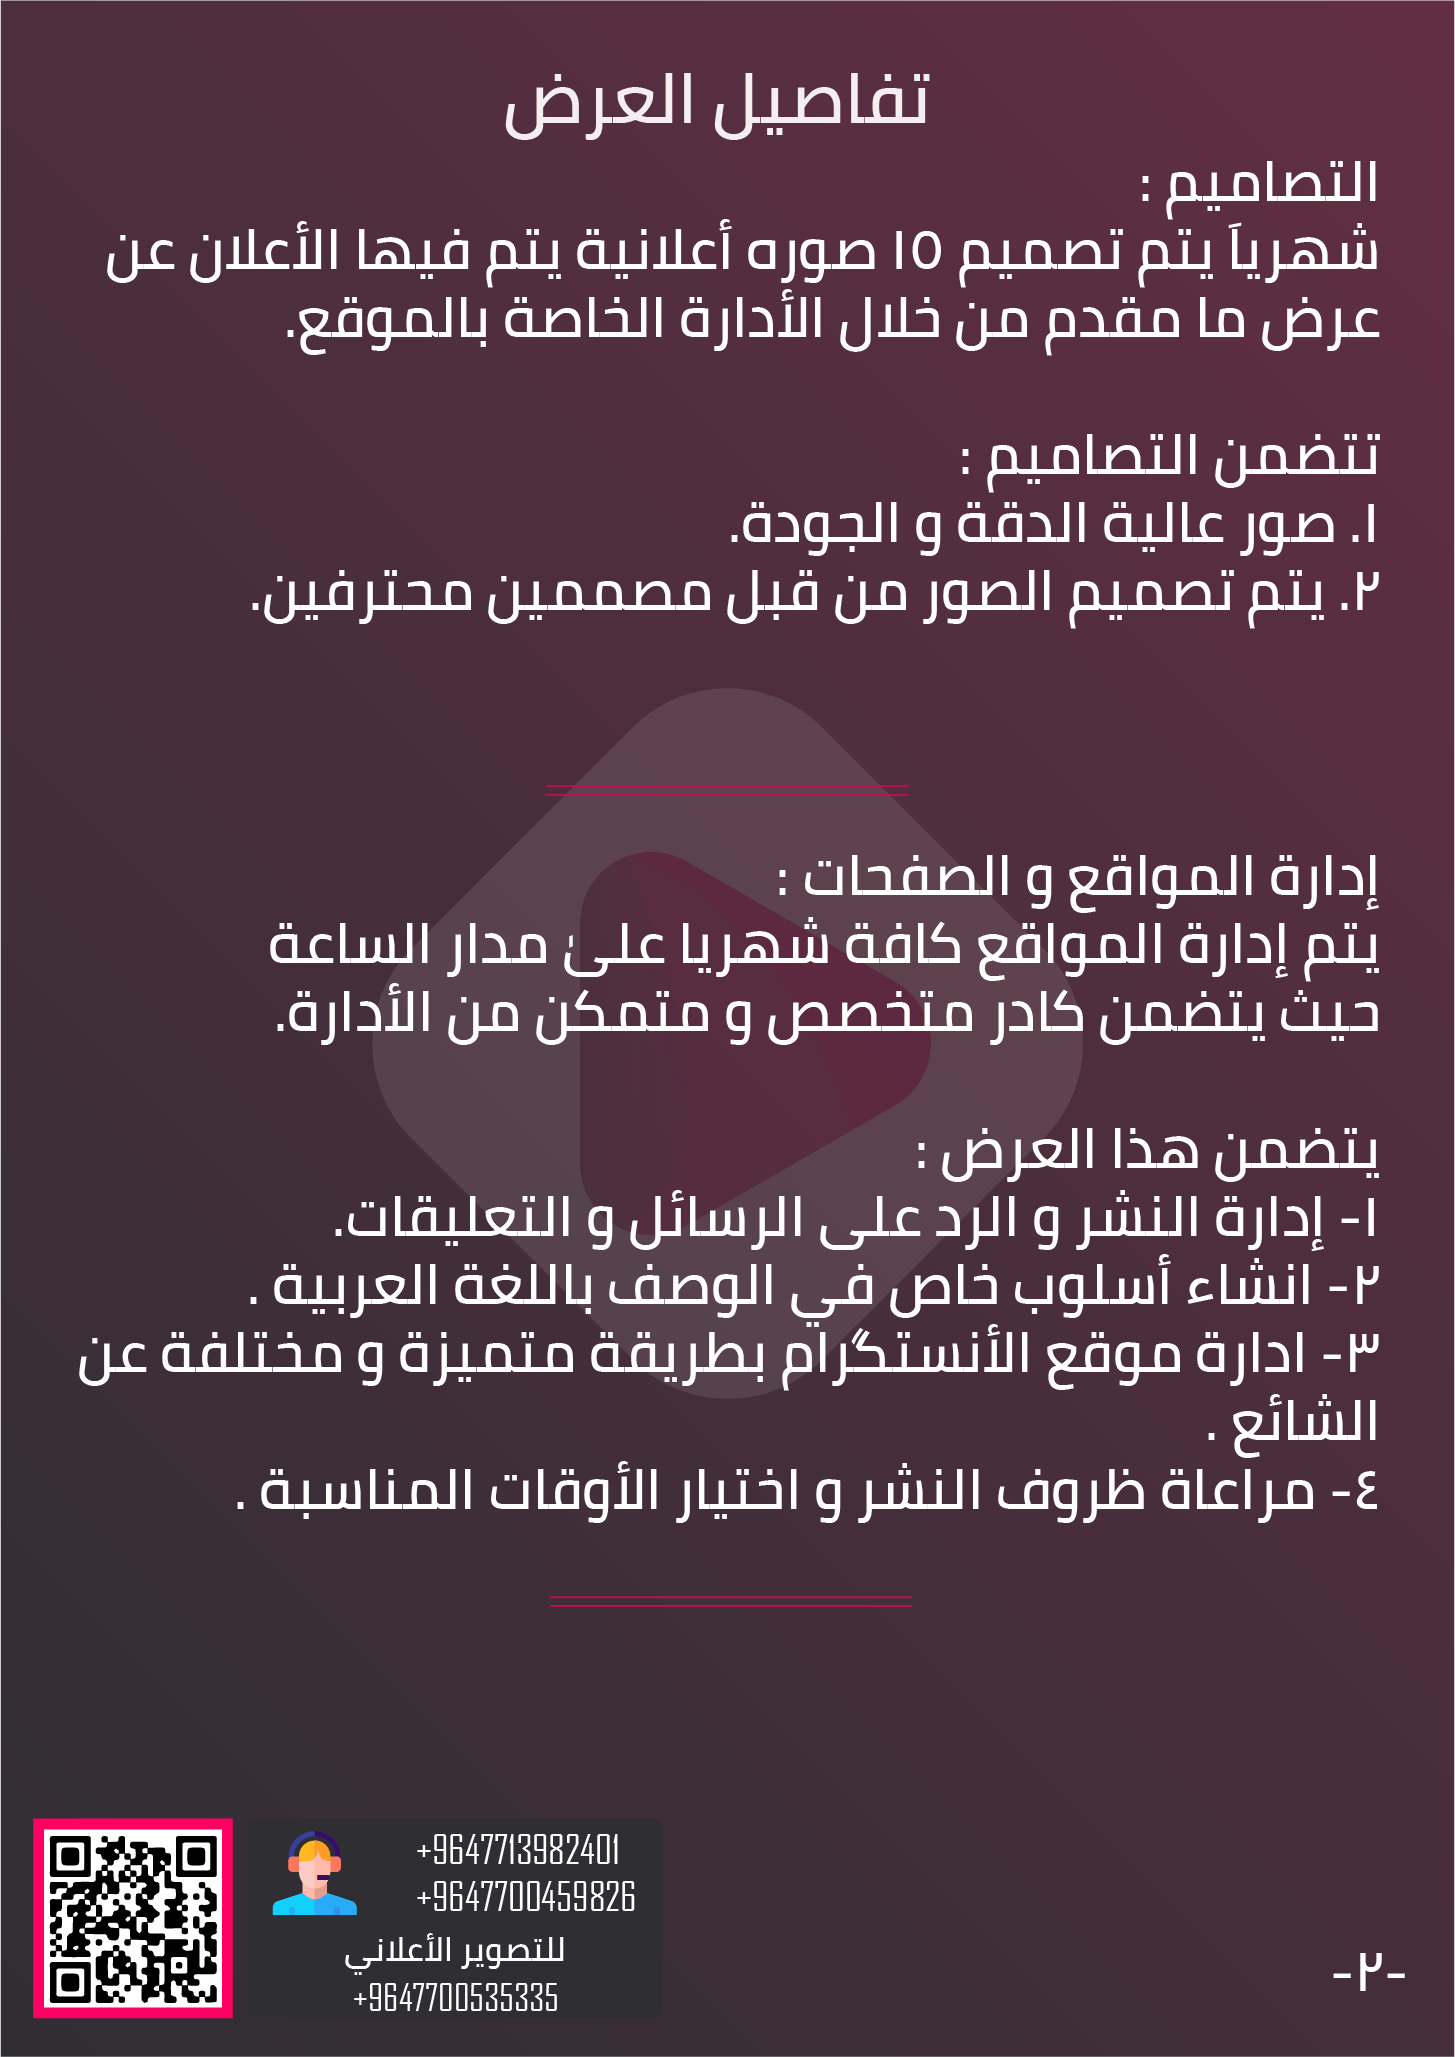 تفاصيل العرض
التصاميم :
شهرياَ يتم تصميم ١٥ صوره أعلانية يتم فيها الأعلان عن
عرض ما مقدم من خلال الأدارة الخاصة بالموقع.
تتضمن التصاميم :
١. صور عالية الدقة و الجودة.
٢. يتم تصميم الصور من قبل مصممين محترفين.
إدارة المواقع و الصفحات :
يتم إدارة المواقع كافة شهريا علىٰ مدار الساعة
حيث يتضمن كادر متخصص و متمكن من الأدارة.
يتضمن هذا العرض :
١- إدارة النشر و الرد على الرسائل و التعليقات.
٢- انشاء أسلوب خاص في الوصف باللغة العربية .
٣- ادارة موقع الأنستگرام بطريقة متميزة و مختلفة عن
الشائع .
٤- مراعاة ظروف النشر و اختيار الأوقات المناسبة .
+9647713982401
+9647700459826
للتصوير الأعلاني
+9647700535335
-٢-